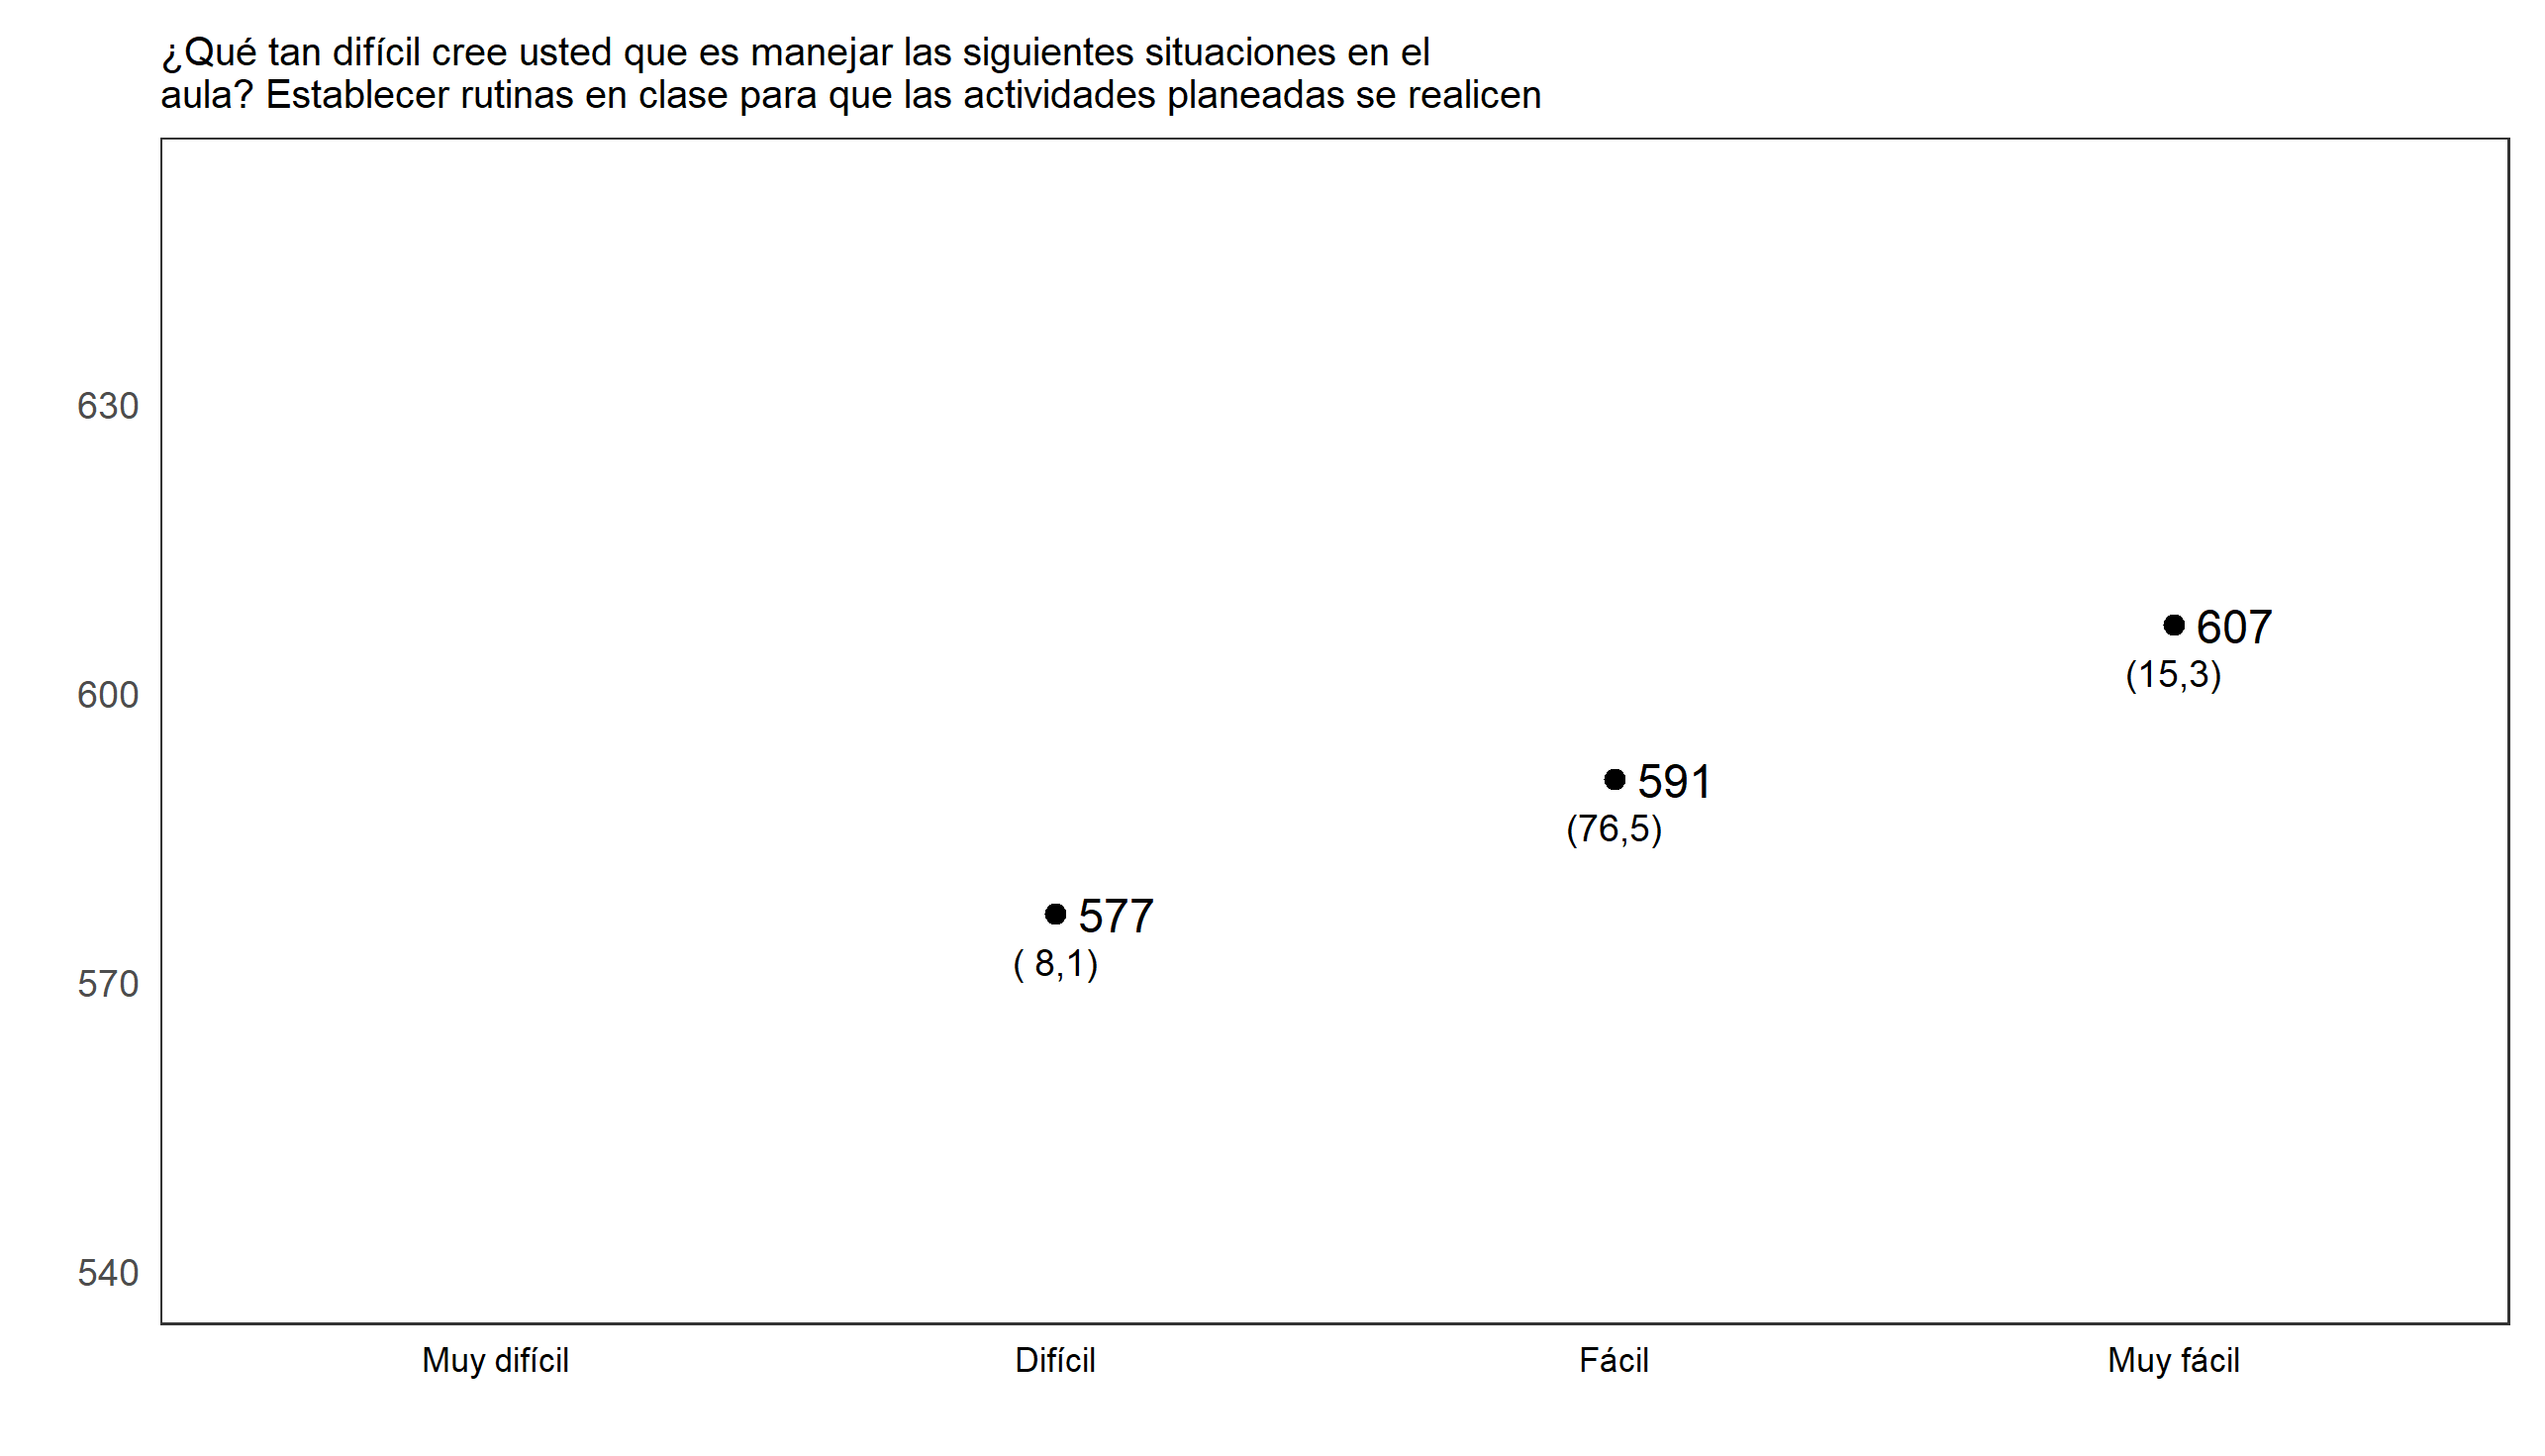 ¿Qué tan difícil cree usted que es manejar las siguientes situaciones en el
aula? Establecer rutinas en clase para que las actividades planeadas se realicen
630
600
570
540
607
(15,3)
591
(76,5)
577
( 8,1)
Muy difícil
Difícil
Fácil
Muy fácil